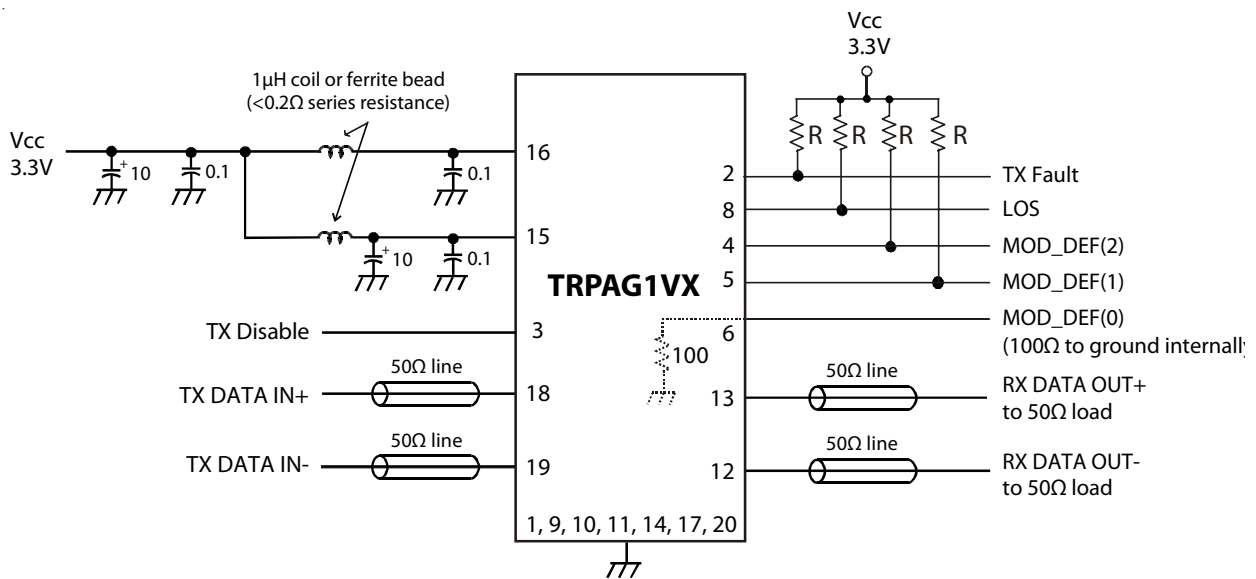 Vcc
3.3V
1µH coil or ferrite bead
(<0.2Ω series resistance)
Vcc
3.3V
+
10
0.1
0.1
16
+
10
0.1
15
R
R
R
R
2
TX Fault
8
LOS
4
MOD_DEF(2)
5
MOD_DEF(1)
TRPAG1VX
6
MOD_DEF(0)
(100Ω to ground internally
100
TX Disable
3
50Ω line
TX DATA IN+
18
50Ω line
13
RX DATA OUT+
to 50Ω load
50Ω line
TX DATA IN-
19
50Ω line
12
RX DATA OUT-
to 50Ω load
1, 9, 10, 11, 14, 17, 20